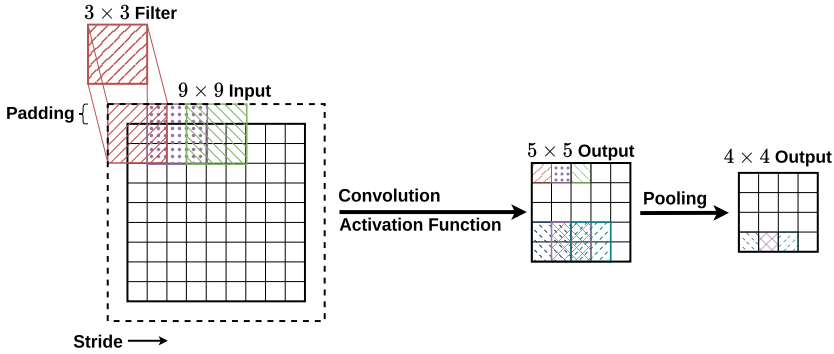 3 × 3 Filter
9 × 9 Input
Padding
5 × 5 Output
4 × 4 Output
Convolution
Pooling
Activation Function
Stride